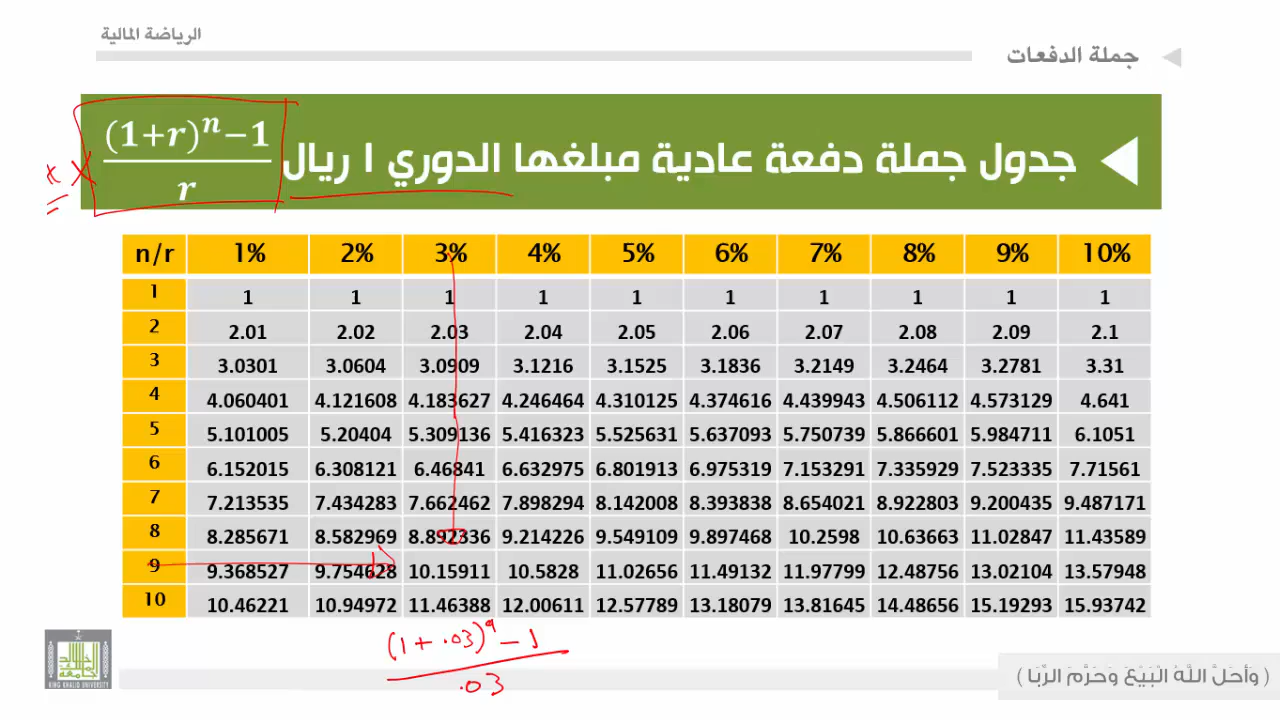 الرياضة المالية
جملة الدفعات
جدول جملة دفعة عادية مبلغها الدوري ١ ريال
(1+r)ⁿ −1
r
X
n/r 1% 2% 3% 4% 5% 6% 7% 8% 9% 10%
1 1 1 1 1 1 1 1 1 1 1
2 2.01 2.02 2.03 2.04 2.05 2.06 2.07 2.08 2.09 2.1
3 3.0301 3.0604 3.0909 3.1216 3.1525 3.1836 3.2149 3.2464 3.2781 3.31
4 4.060401 4.121608 4.183627 4.246464 4.310125 4.374616 4.439943 4.506112 4.573129 4.641
5 5.101005 5.20404 5.309136 5.416323 5.525631 5.637093 5.750739 5.866601 5.984711 6.1051
6 6.152015 6.308121 6.46841 6.632975 6.801913 6.975319 7.153291 7.335929 7.523335 7.71561
7 7.213535 7.434283 7.662462 7.898294 8.142008 8.393838 8.654021 8.922803 9.200435 9.487171
8 8.285671 8.582969 8.892336 9.214226 9.549109 9.897468 10.2598 10.63663 11.02847 11.43589
9 9.368527 9.754628 10.15911 10.5828 11.02656 11.49132 11.97799 12.48756 13.02104 13.57948
10 10.46221 10.94972 11.46388 12.00611 12.57789 13.18079 13.81645 14.48656 15.19293 15.93742
(1 + .03)⁹ − 1
.03
جامعة الملك خالد
KING KHALID UNIVERSITY
( وَأَحَلَّ اللَّهُ الْبَيْعَ وَحَرَّمَ الرِّبَا )